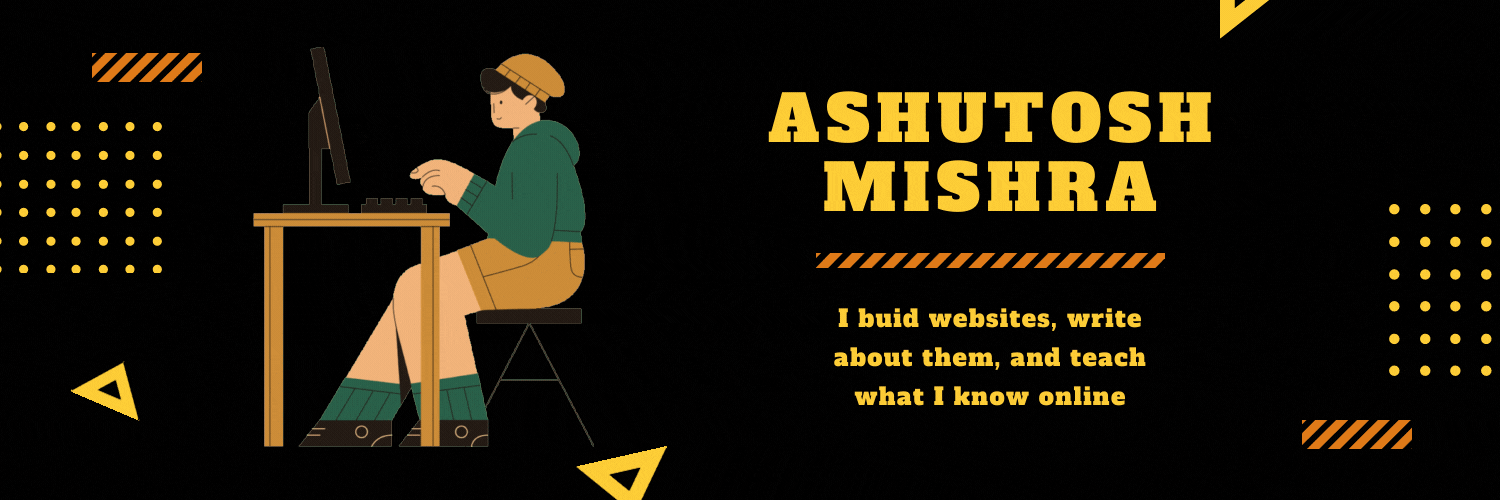 ASHUTOSH
MISHRA
I buid websites, write
about them, and teach
what I know online